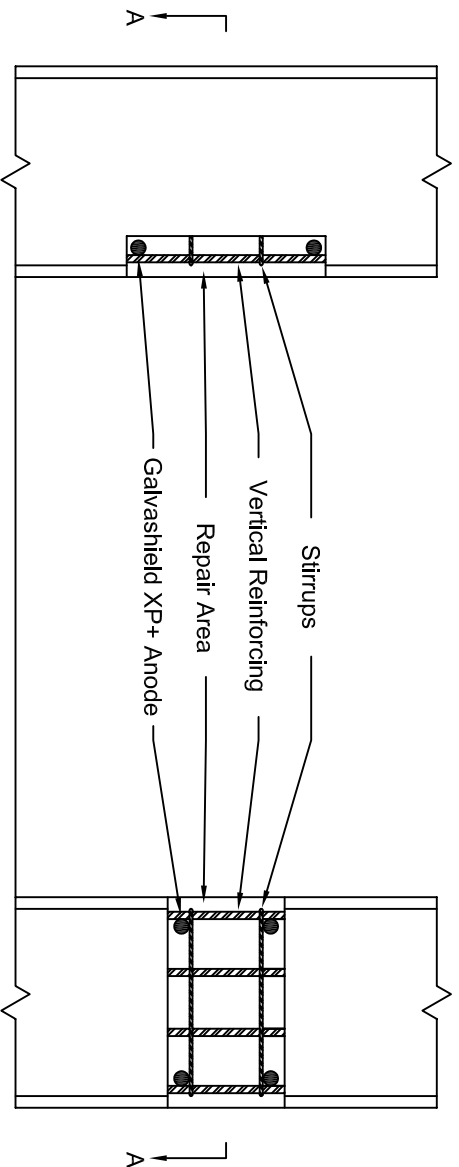 Stirrups
Vertical Reinforcing
Repair Area
Galvashield XP+ Anode
A
A